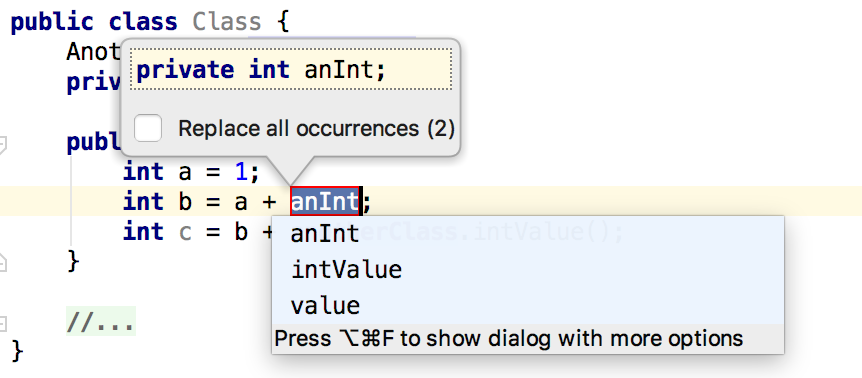 public class Class {
Anot
private int anInt;
priv
Replace all occurrences (2)
publ
int a = 1;
int b = a + anInt;
int c = b + erClass.intValue();
anInt
}
intValue
value
//...
Press ⌥⌘F to show dialog with more options
}